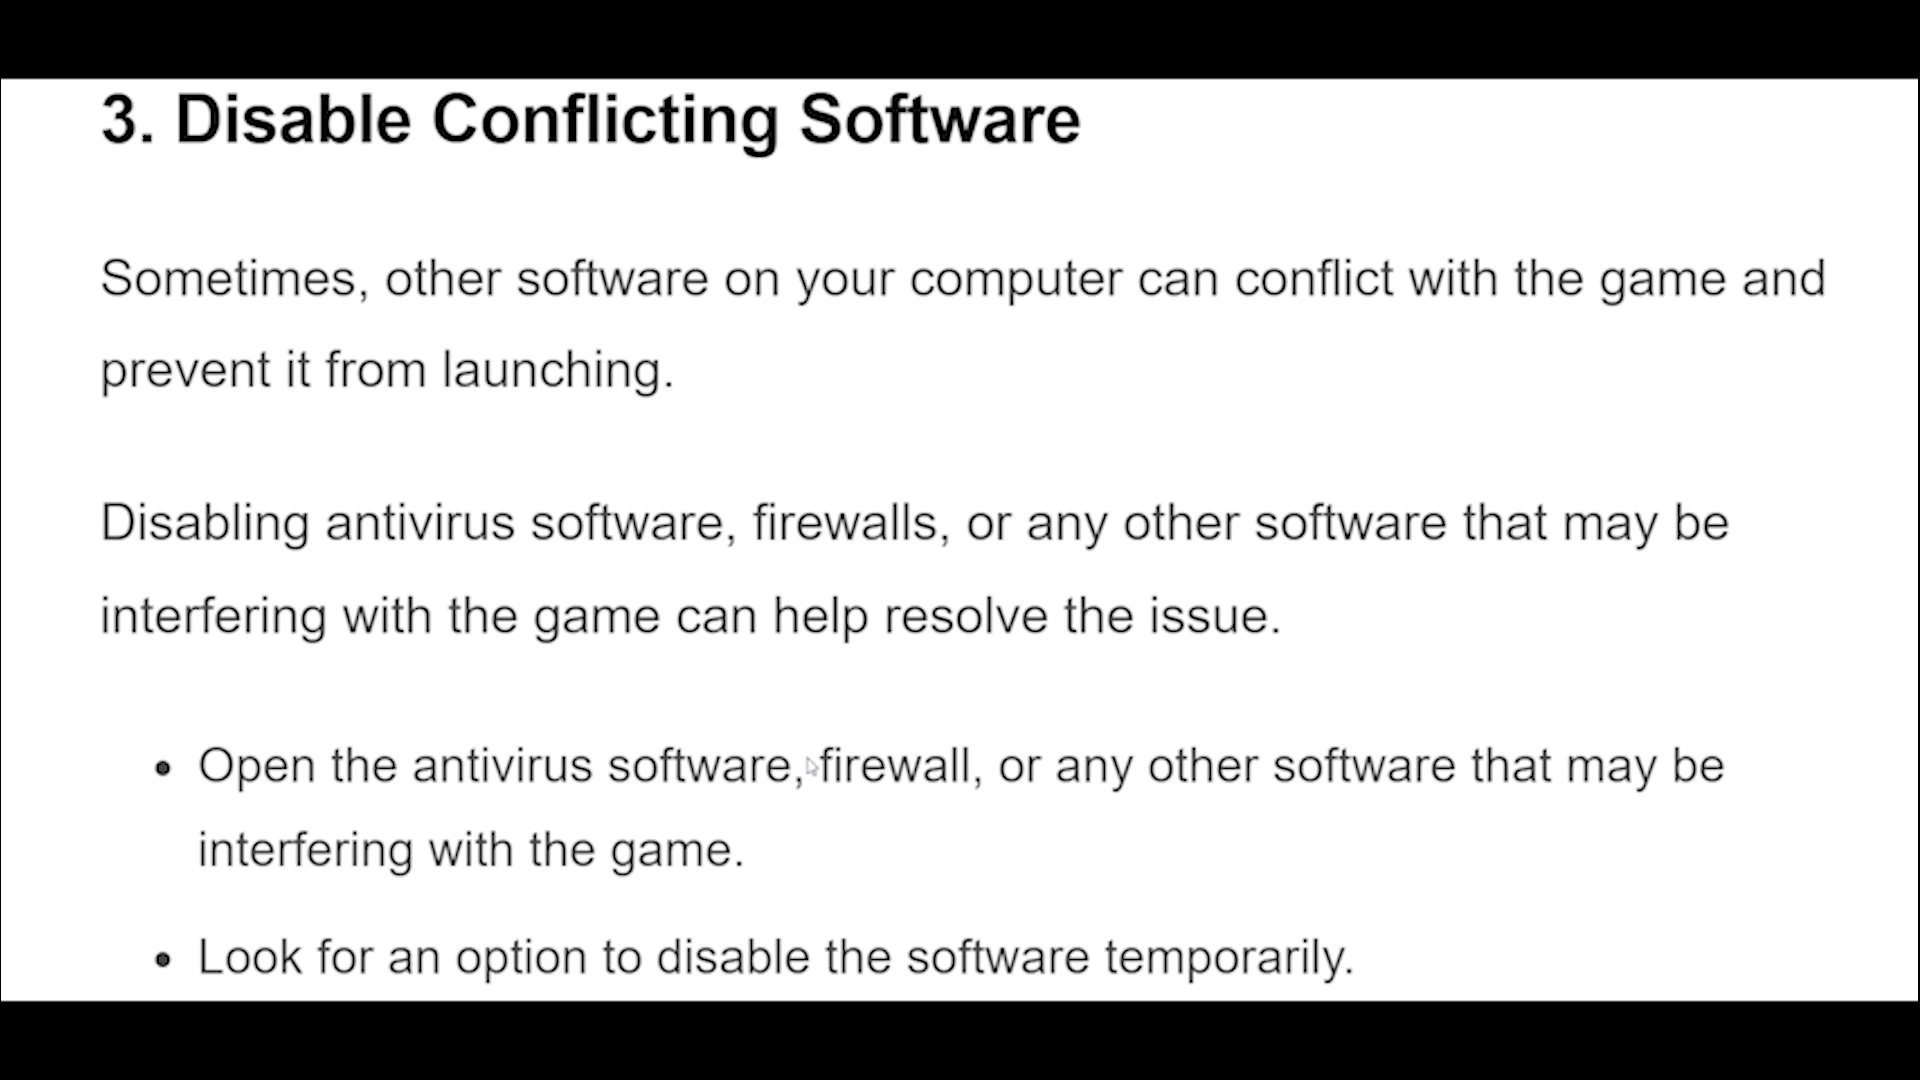 3. Disable Conflicting Software
Sometimes, other software on your computer can conflict with the game and
prevent it from launching.
Disabling antivirus software, firewalls, or any other software that may be
interfering with the game can help resolve the issue.
• Open the antivirus software, firewall, or any other software that may be
interfering with the game.
• Look for an option to disable the software temporarily.